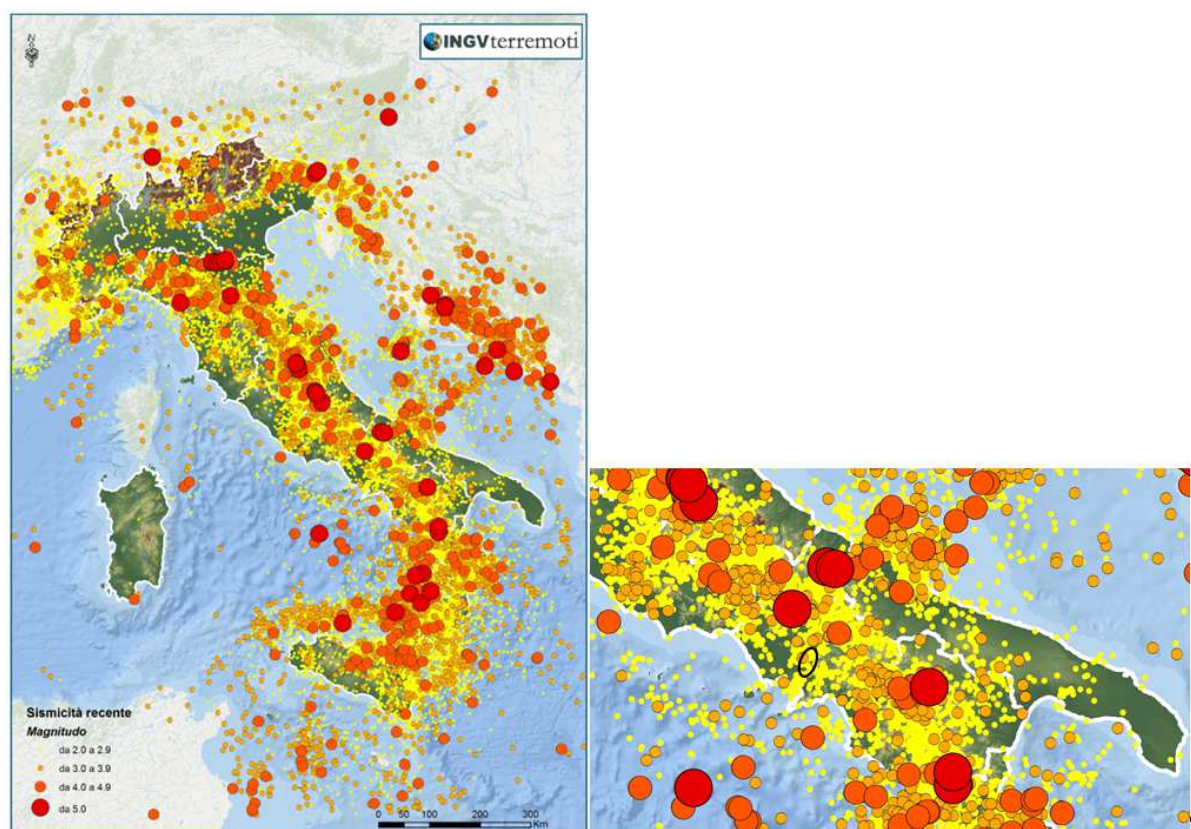 INGVterremoti
N
Sismicità recente
Magnitudo
da 2.0 a 2.9
da 3.0 a 3.9
da 4.0 a 4.9
da 5.0
0 50 100 200 300
Km